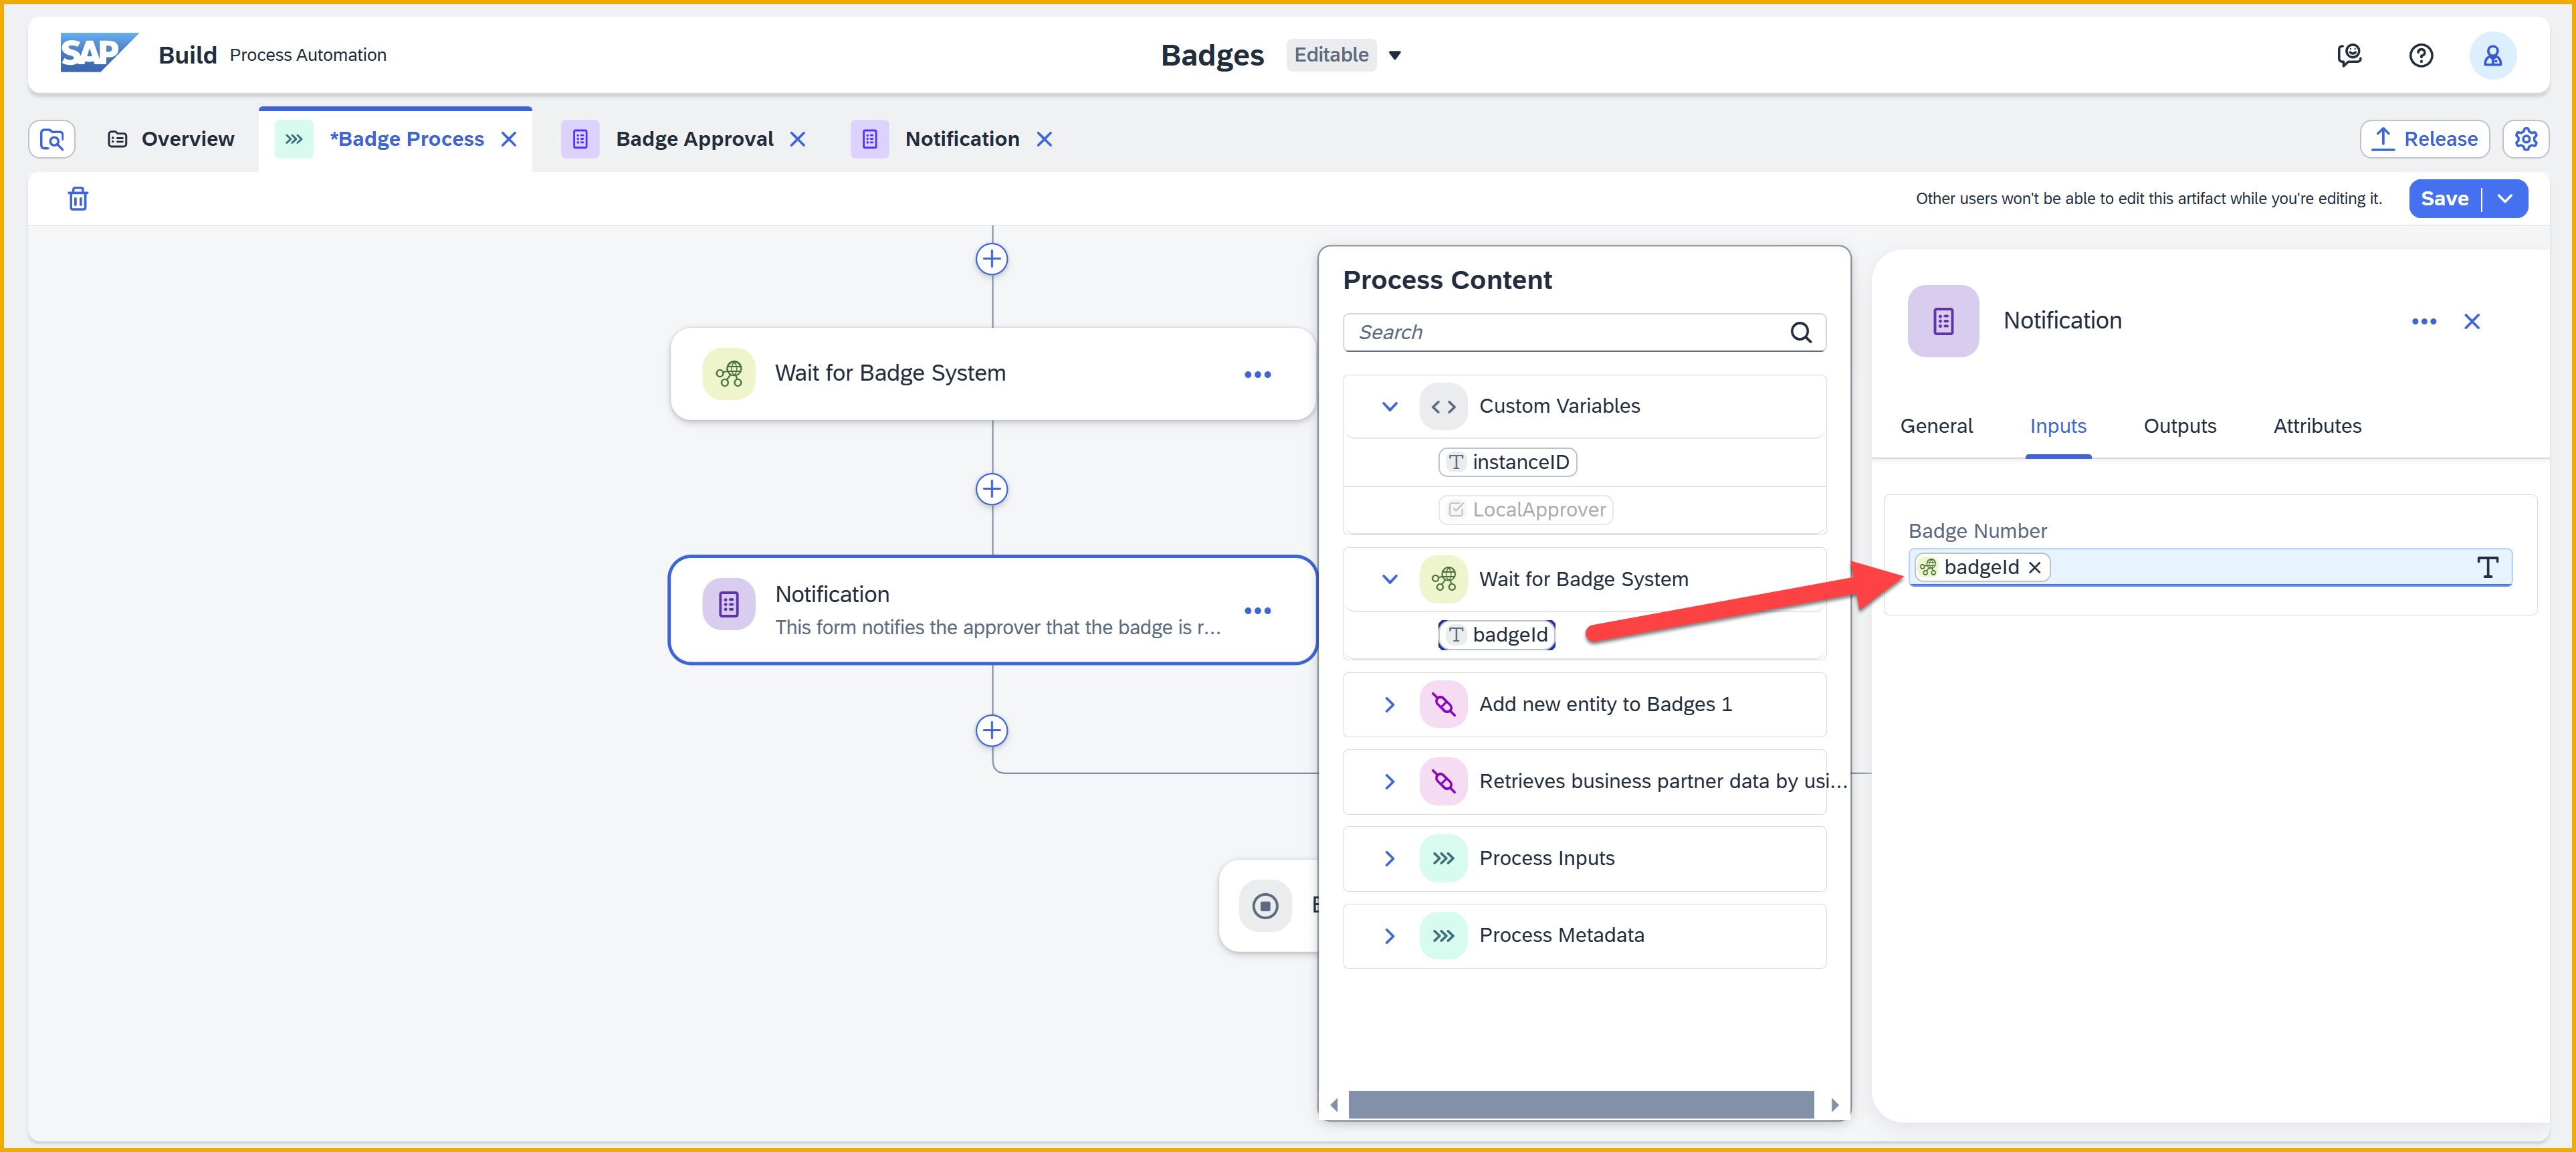 SAP Build Process Automation
Badges Editable
Overview *Badge Process Badge Approval Notification Release
Other users won't be able to edit this artifact while you're editing it. Save
Wait for Badge System
Notification
This form notifies the approver that the badge is r...
Process Content
Search
Custom Variables
instanceID
LocalApprover
Wait for Badge System
badgeId
Add new entity to Badges 1
Retrieves business partner data by usi...
Process Inputs
Process Metadata
Notification
General Inputs Outputs Attributes
Badge Number
badgeId